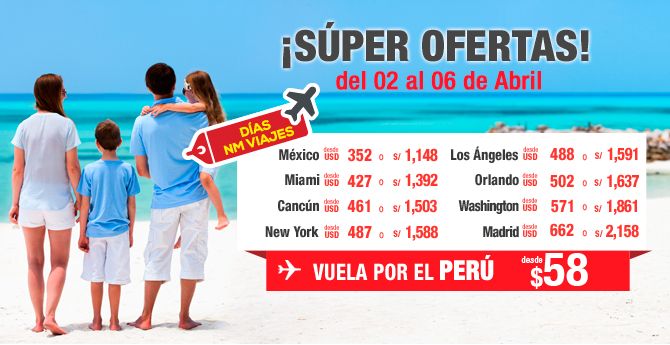 ¡SÚPER OFERTAS!
del 02 al 06 de Abril
DÍAS
NM VIAJES
México desde USD 352 o S/ 1,148
Miami desde USD 427 o S/ 1,392
Cancún desde USD 461 o S/ 1,503
New York desde USD 487 o S/ 1,588
Los Ángeles desde USD 488 o S/ 1,591
Orlando desde USD 502 o S/ 1,637
Washington desde USD 571 o S/ 1,861
Madrid desde USD 662 o S/ 2,158
VUELA POR EL PERÚ desde $58